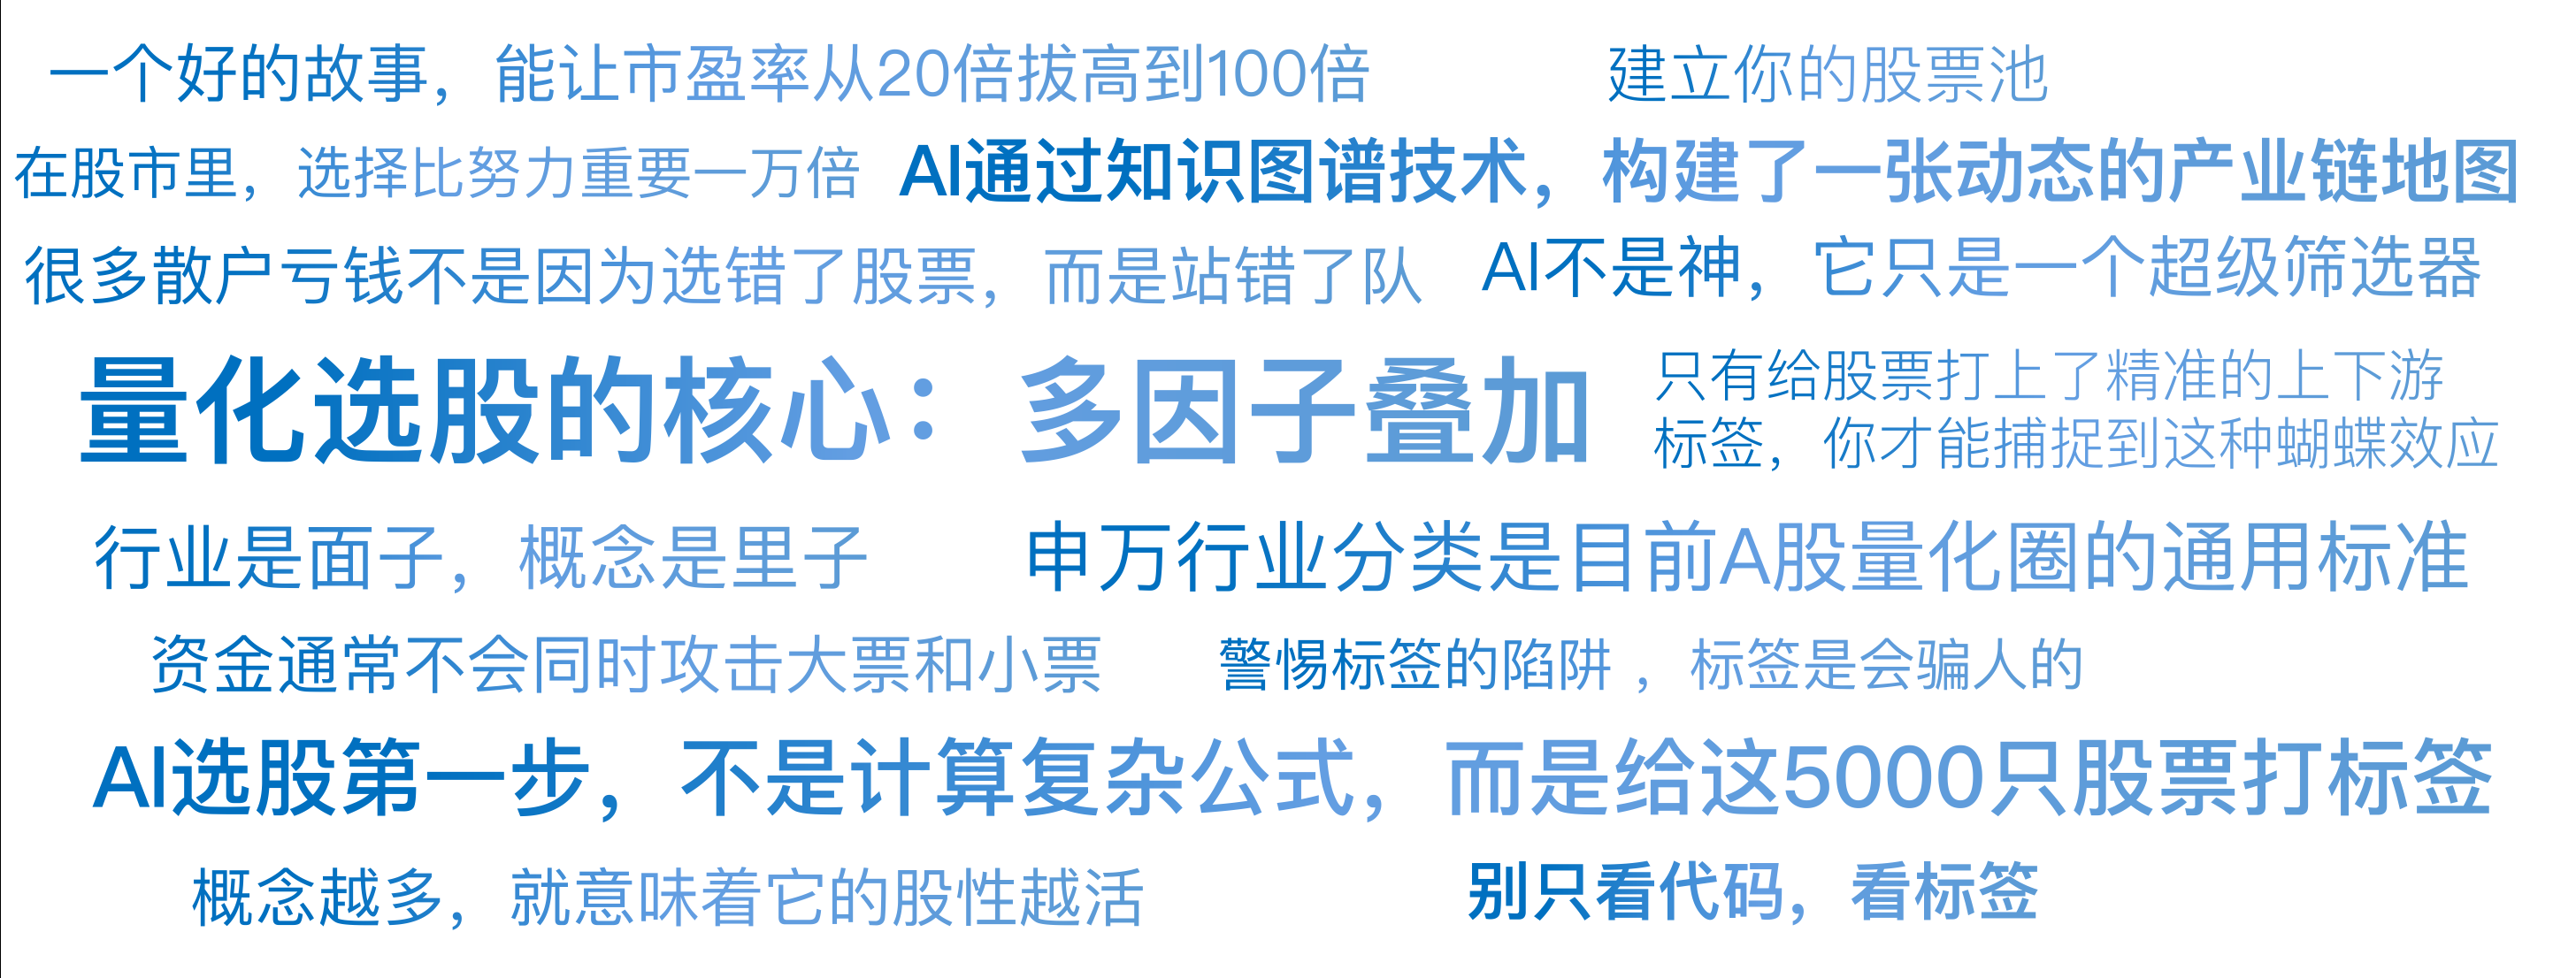 一个好的故事，能让市盈率从20倍拔高到100倍
建立你的股票池
在股市里，选择比努力重要一万倍
AI通过知识图谱技术，构建了一张动态的产业链地图
很多散户亏钱不是因为选错了股票，而是站错了队
AI不是神，它只是一个超级筛选器
量化选股的核心：多因子叠加
只有给股票打上了精准的上下游
标签，你才能捕捉到这种蝴蝶效应
行业是面子，概念是里子
申万行业分类是目前A股量化圈的通用标准
资金通常不会同时攻击大票和小票
警惕标签的陷阱 ，标签是会骗人的
AI选股第一步，不是计算复杂公式，而是给这5000只股票打标签
概念越多，就意味着它的股性越活
别只看代码，看标签